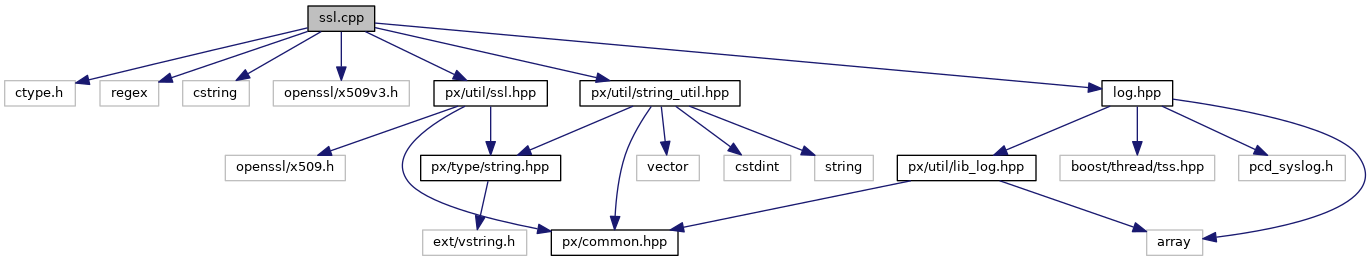 ssl.cpp
ctype.h
regex
cstring
openssl/x509v3.h
px/util/ssl.hpp
px/util/string_util.hpp
log.hpp
openssl/x509.h
px/type/string.hpp
vector
cstdint
string
px/util/lib_log.hpp
boost/thread/tss.hpp
pcd_syslog.h
ext/vstring.h
px/common.hpp
array